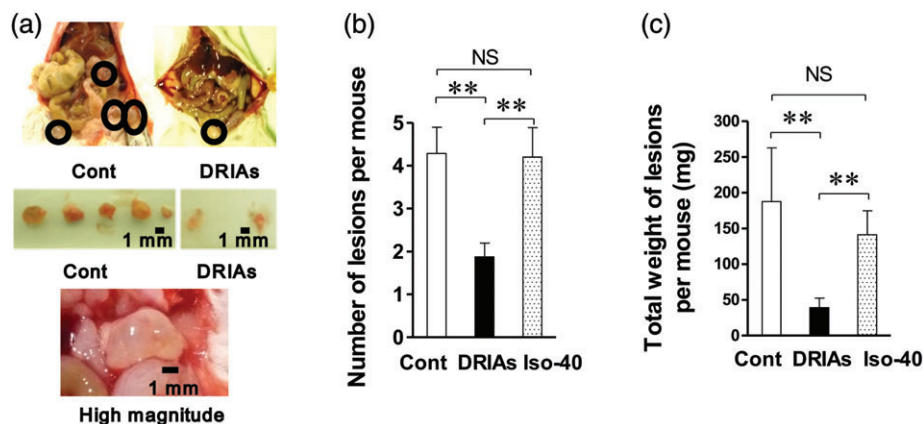 (a)
Cont DRIAs
1 mm 1 mm
Cont DRIAs
1 mm
High magnitude
(b)
Number of lesions per mouse
NS
** **
5
4
3
2
1
0
Cont DRIAs Iso-40
(c)
Total weight of lesions
per mouse (mg)
NS
**
**
300
250
200
150
100
50
0
Cont DRIAs Iso-40